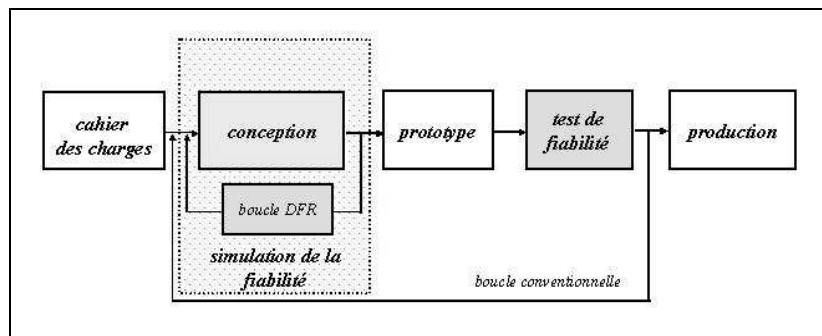 cahier
des charges
conception
prototype
test de
fiabilité
production
boucle DFR
simulation de la
fiabilité
boucle conventionnelle